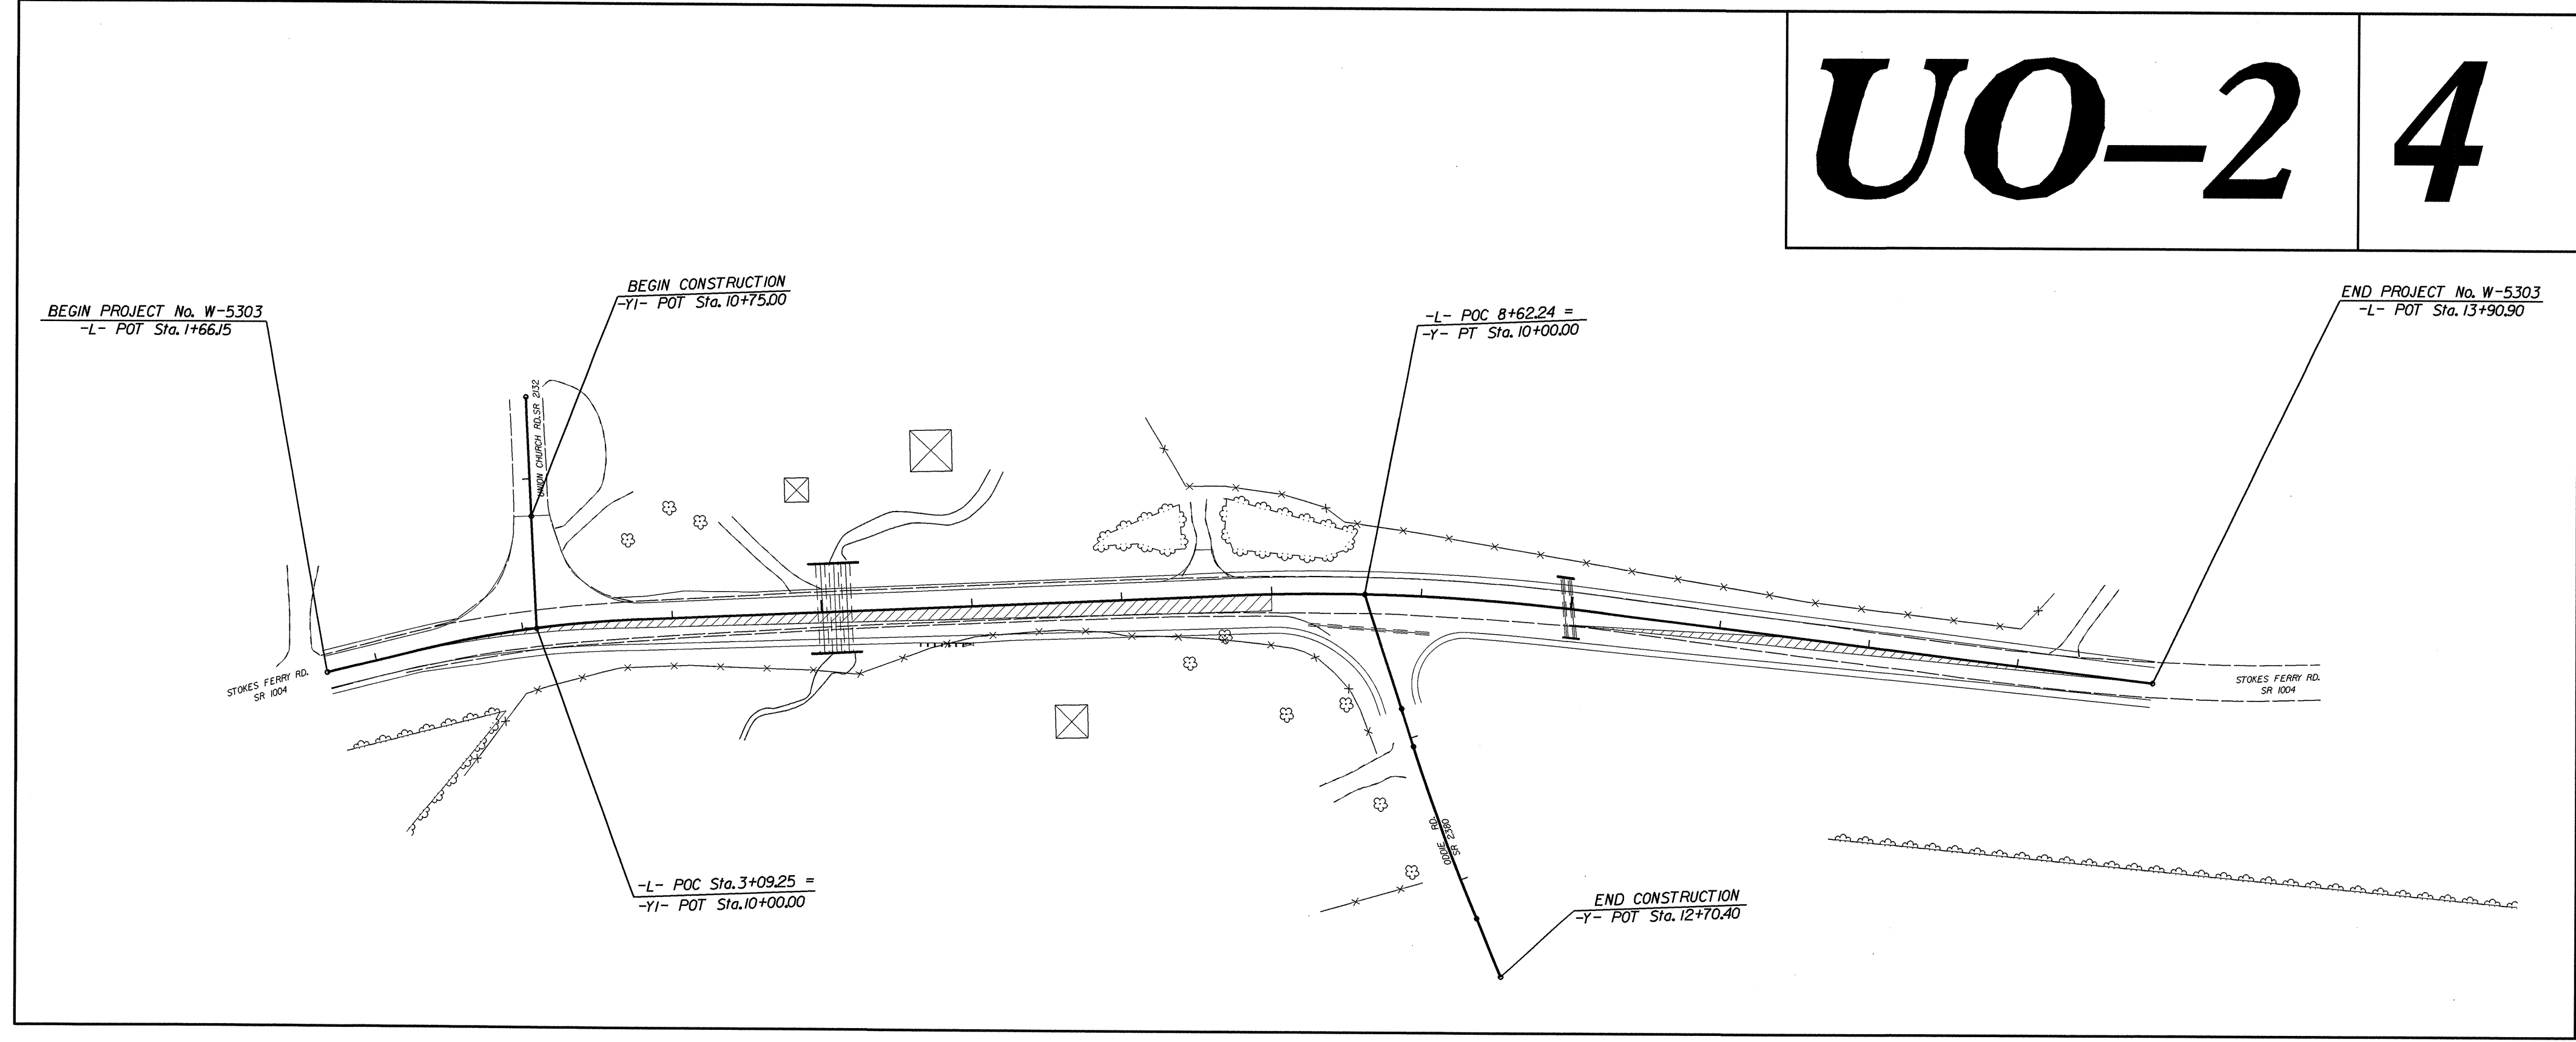 UO-2 4
BEGIN CONSTRUCTION
-Y1- POT Sta. 10+75.00
BEGIN PROJECT No. W-5303
-L- POT Sta. 1+66.15
-L- POC 8+62.24 =
-Y- PT Sta. 10+00.00
END PROJECT No. W-5303
-L- POT Sta. 13+90.90
UNION CHURCH RD. SR 2132
STOKES FERRY RD.
SR 1004
STOKES FERRY RD.
SR 1004
ODDIE RD.
SR 2380
-L- POC Sta. 3+09.25 =
-Y1- POT Sta. 10+00.00
END CONSTRUCTION
-Y- POT Sta. 12+70.40